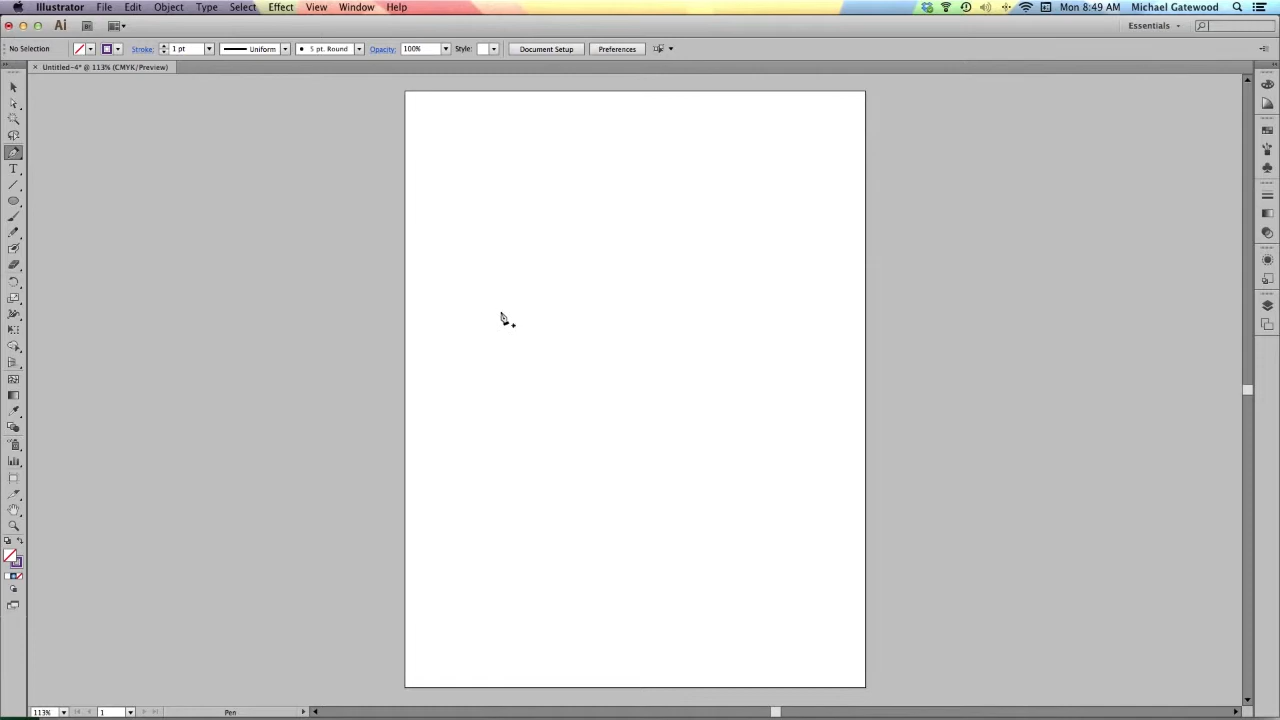 Illustrator File Edit Object Type Select Effect View Window Help Mon 8:49 AM Michael Gatewood
Ai Br Essentials
No Selection Stroke: 1 pt Uniform 5 pt. Round Opacity: 100% Style: Document Setup Preferences
× Untitled-4* @ 113% (CMYK/Preview)
T
113% 1 Pen